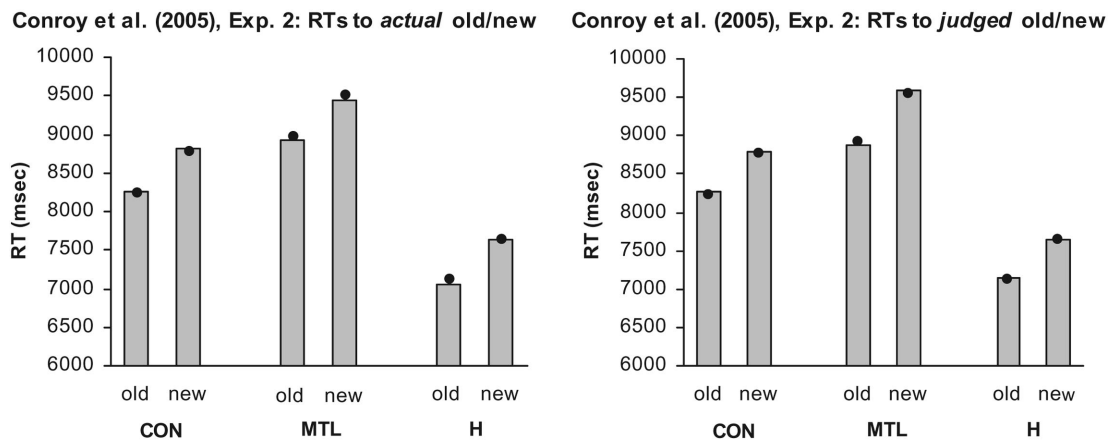 Conroy et al. (2005), Exp. 2: RTs to actual old/new
RT (msec)
10000
9500
9000
8500
8000
7500
7000
6500
6000
old new old new old new
CON MTL H
Conroy et al. (2005), Exp. 2: RTs to judged old/new
RT (msec)
10000
9500
9000
8500
8000
7500
7000
6500
6000
old new old new old new
CON MTL H